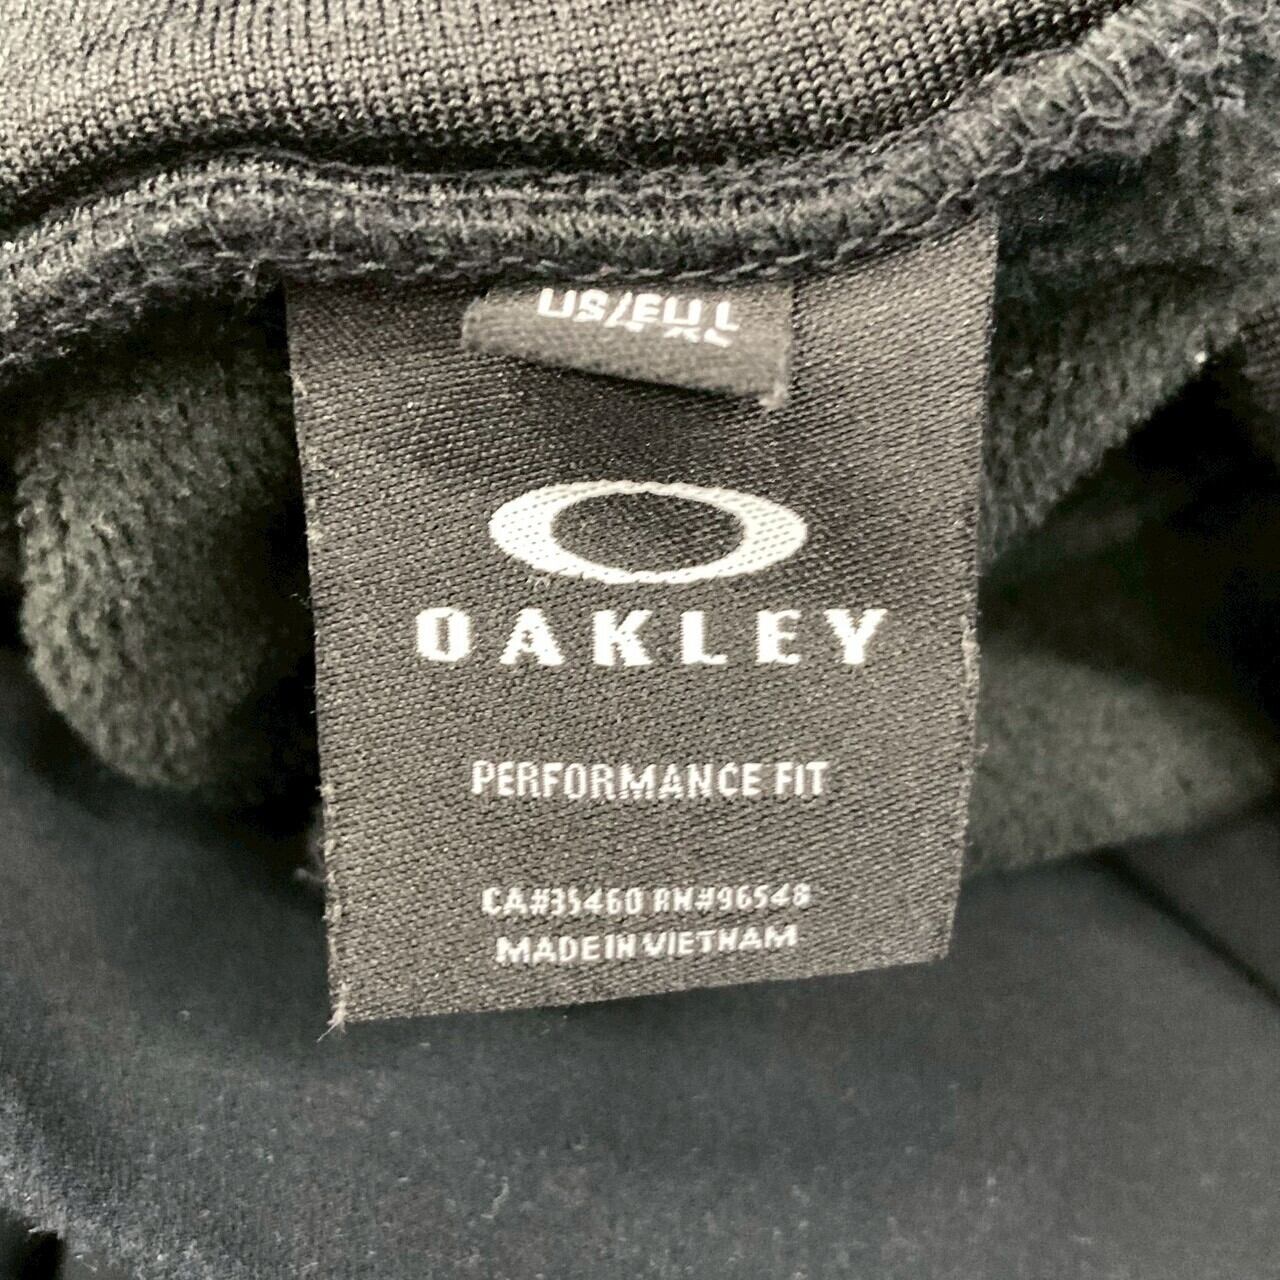 US/EU L
OAKLEY
PERFORMANCE FIT
CA#35460 RN#96548
MADE IN VIETNAM